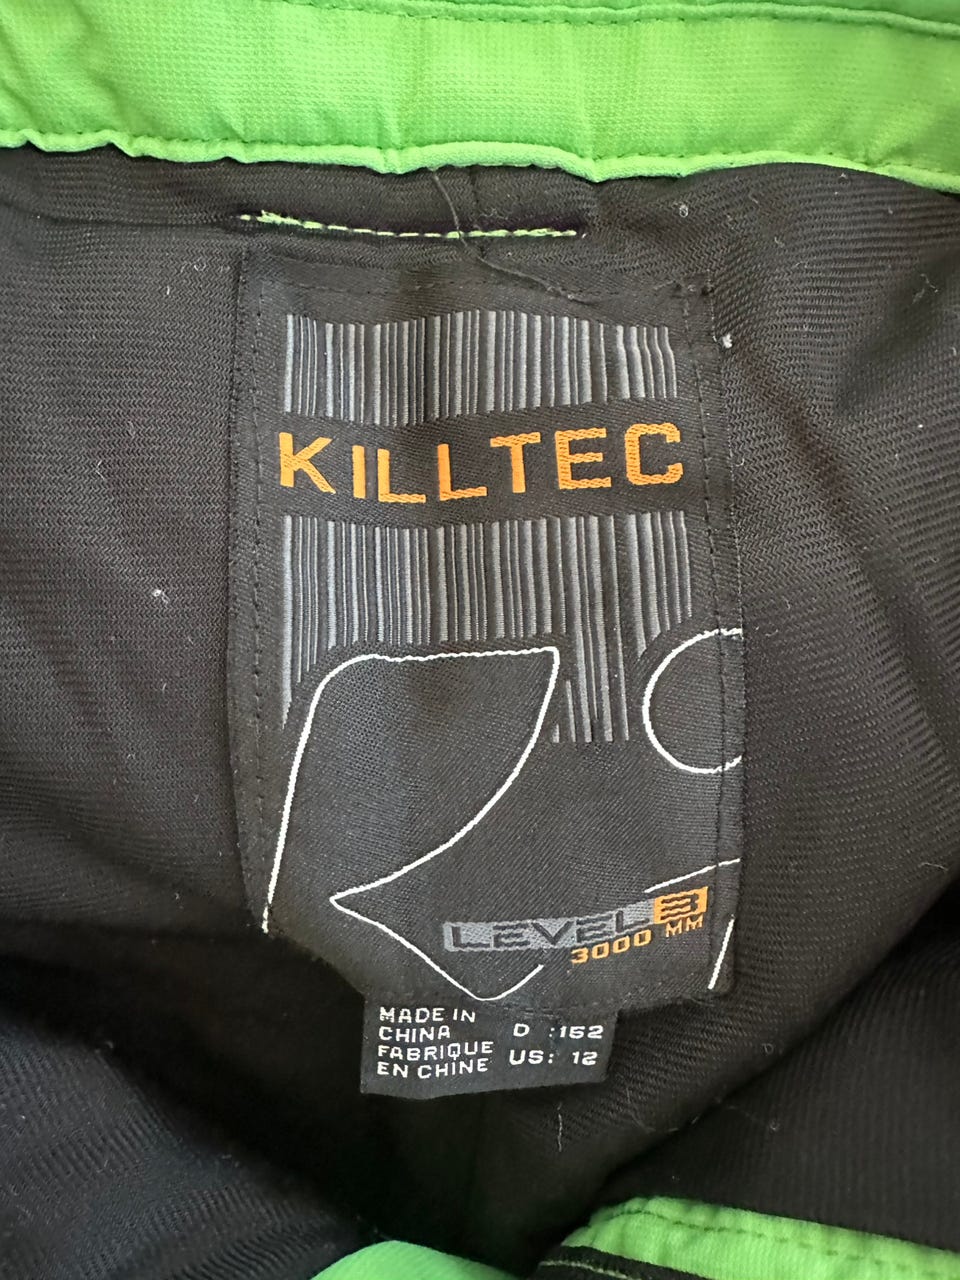 KILLTEC
LEVEL 3
3000 MM
MADE IN
CHINA
FABRIQUE
EN CHINE
D :152
US: 12